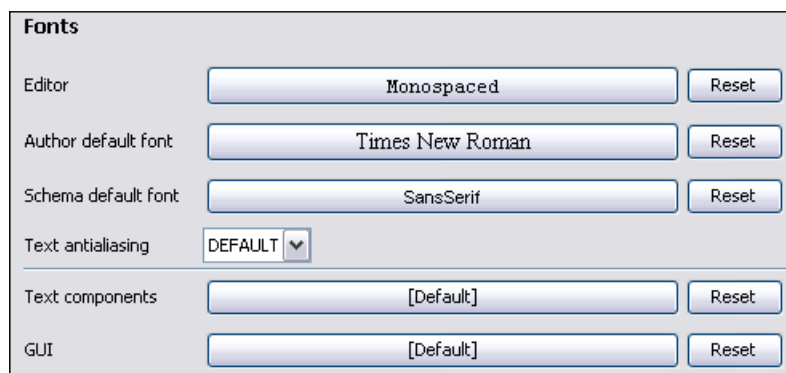 Fonts
Editor Monospaced Reset
Author default font Times New Roman Reset
Schema default font SansSerif Reset
Text antialiasing DEFAULT
Text components [Default] Reset
GUI [Default] Reset